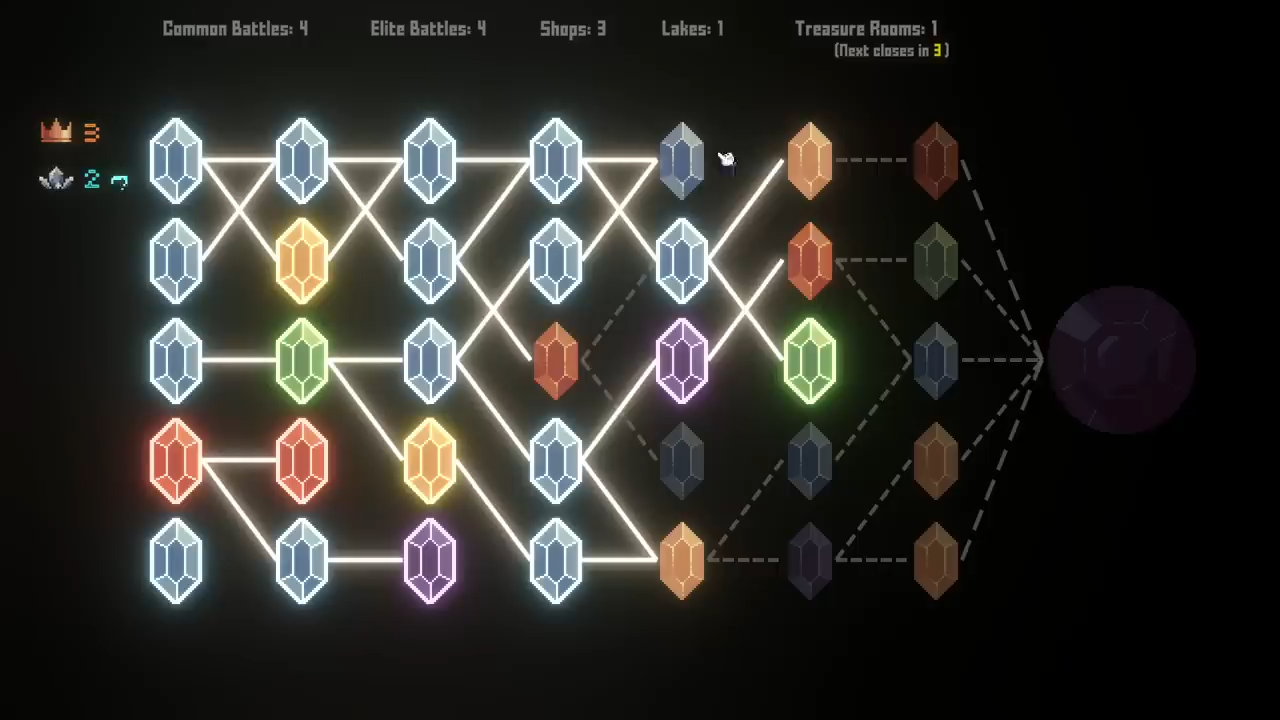 Common Battles: 4
Elite Battles: 4
Shops: 3
Lakes: 1
Treasure Rooms: 1
(Next closes in 3)
3
2